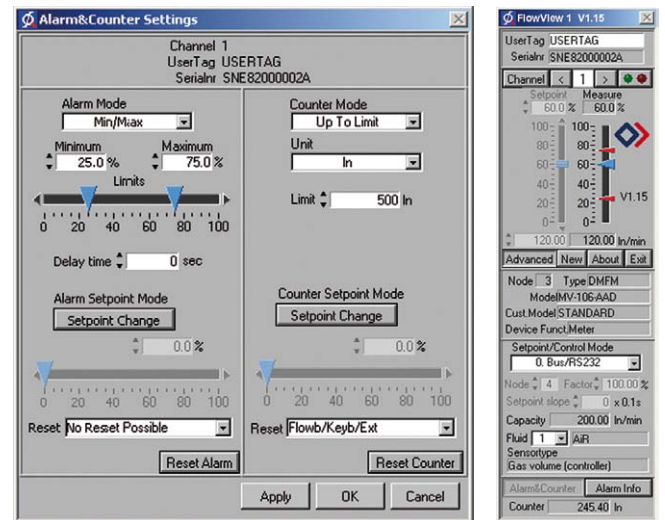 Alarm&Counter Settings
Channel 1
UserTag USERTAG
Serialnr SNE82000002A
Alarm Mode
Min/Max
Minimum Maximum
25.0 % 75.0 %
Limits
0 20 40 60 80 100
Delay time 0 sec
Alarm Setpoint Mode
Setpoint Change
0.0 %
0 20 40 60 80 100
Reset No Resset Possible
Reset Alarm
Counter Mode
Up To Limit
Unit
ln
Limit 500 ln
Counter Setpoint Mode
Setpoint Change
0.0 %
0 20 40 60 80 100
Reset Flowb/Keyb/Ext
Reset Counter
Apply OK Cancel
FlowView 1 V1.15
UserTag USERTAG
Serialnr SNE82000002A
Channel < 1 >
Setpoint Measure
60.0 % 60.0 %
100 100
80 80
60 60
40 40
20 20 V1.15
0 0
120.00 120.00 ln/min
Advanced New About Exit
Node 3 Type DMFM
Model MV-106-AAD
Cust.Model STANDARD
Device Funct. Meter
Setpoint/Control Mode
0. Bus/RS232
Node 4 Factor 100.00 %
Setpoint slope 0 x 0.1s
Capacity 200.00 ln/min
Fluid 1 AiR
Sensortype
Gas volume (controller)
Alarm&Counter Alarm Info
Counter 245.40 ln